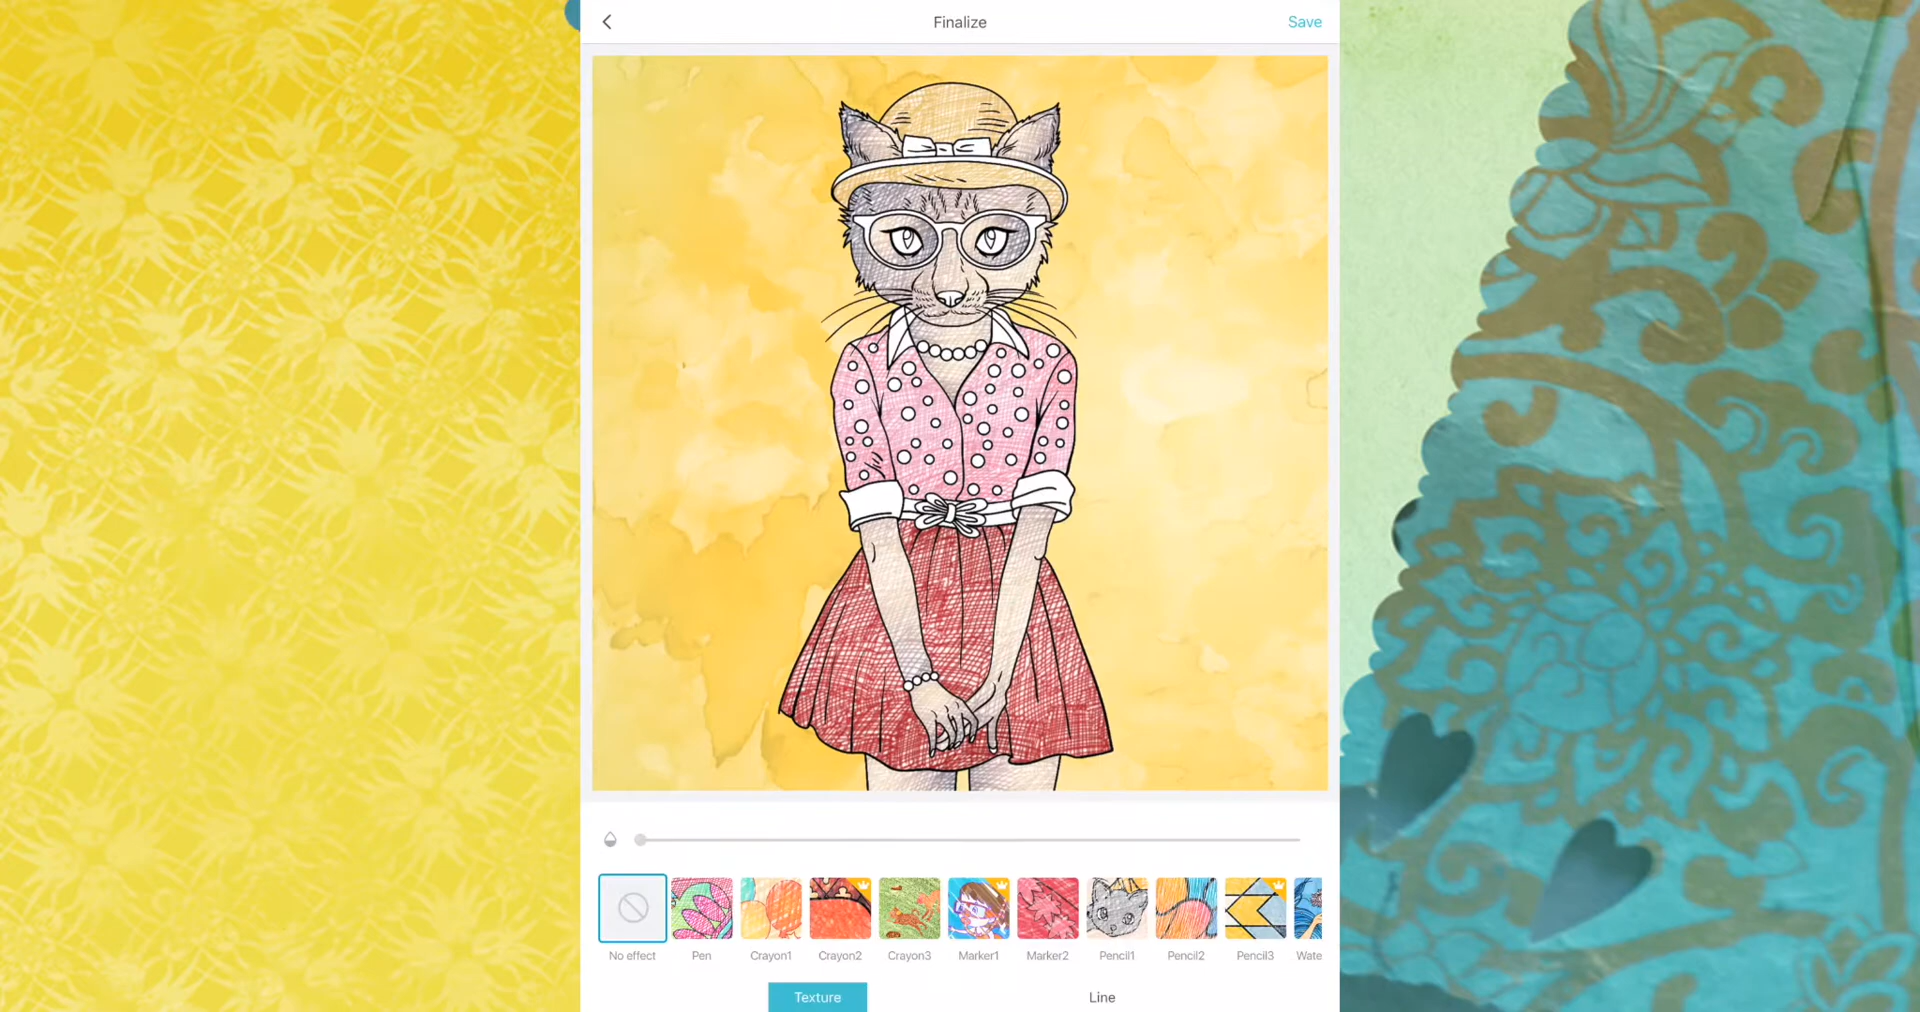 Finalize
Save
No effect
Pen
Crayon1
Crayon2
Crayon3
Marker1
Marker2
Pencil1
Pencil2
Pencil3
Wate
Texture
Line